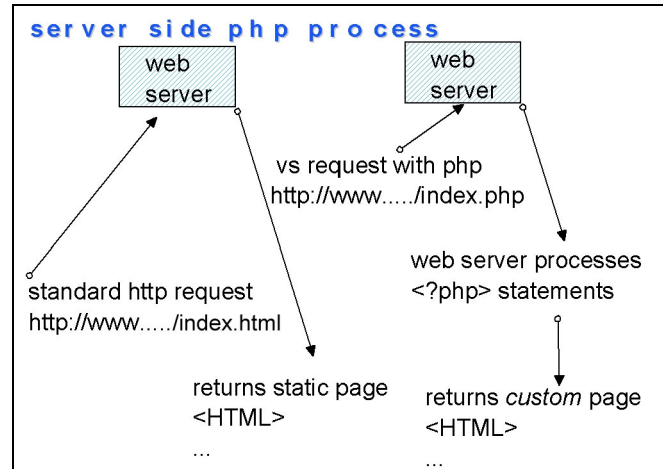 server side php process
web
server
standard http request
http://www...../index.html
returns static page
<HTML>
...
web
server
vs request with php
http://www...../index.php
web server processes
<?php> statements
returns custom page
<HTML>
...